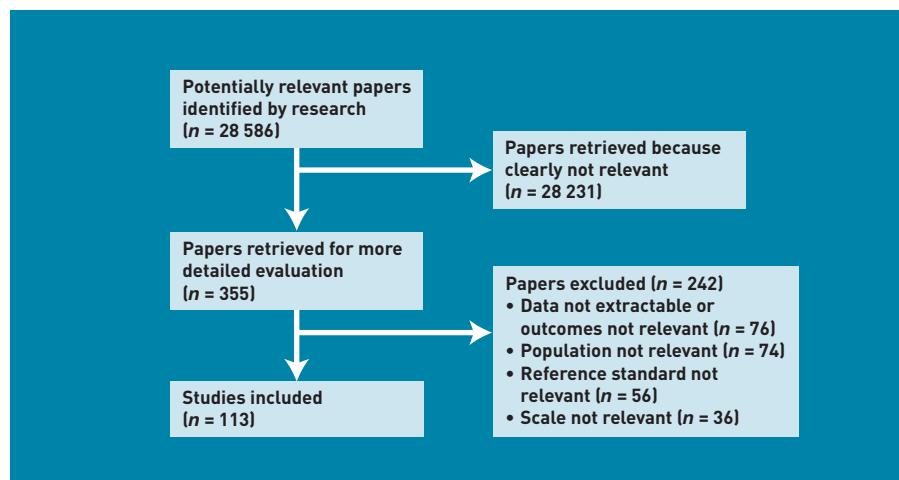 Potentially relevant papers
identified by research
(n = 28 586)
Papers retrieved because
clearly not relevant
(n = 28 231)
Papers retrieved for more
detailed evaluation
(n = 355)
Papers excluded (n = 242)
• Data not extractable or
outcomes not relevant (n = 76)
• Population not relevant (n = 74)
• Reference standard not
relevant (n = 56)
• Scale not relevant (n = 36)
Studies included
(n = 113)